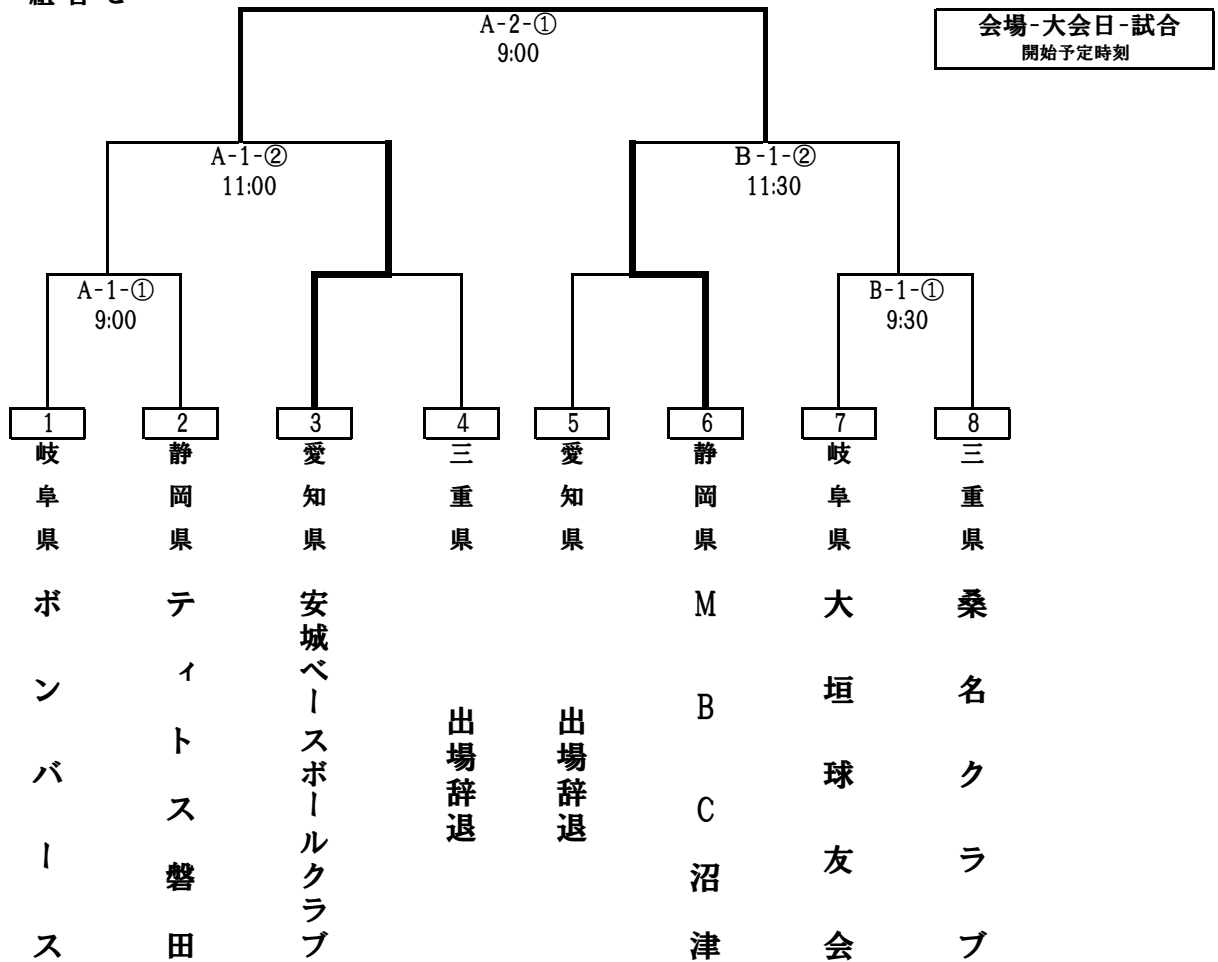 組合せ
A-2-①
9:00
会場-大会日-試合
開始予定時刻
A-1-②
11:00
B-1-②
11:30
A-1-①
9:00
B-1-①
9:30
1
2
3
4
5
6
7
8
岐阜県
ボンバース
静岡県
ティトス磐田
愛知県
安城ベースボールクラブ
三重県
出場辞退
愛知県
出場辞退
静岡県
MBC沼津
岐阜県
大垣球友会
三重県
桑名クラブ